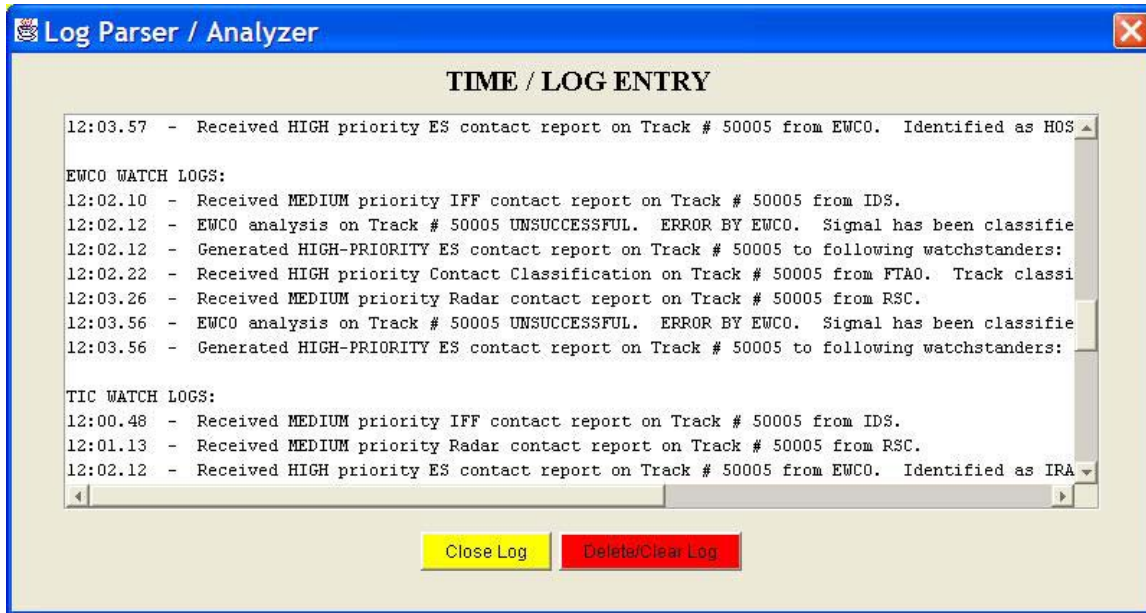 Log Parser / Analyzer
TIME / LOG ENTRY
12:03.57 - Received HIGH priority ES contact report on Track # 50005 from EWCO. Identified as HOS
EWCO WATCH LOGS:
12:02.10 - Received MEDIUM priority IFF contact report on Track # 50005 from IDS.
12:02.12 - EWCO analysis on Track # 50005 UNSUCCESSFUL. ERROR BY EWCO. Signal has been classifie
12:02.12 - Generated HIGH-PRIORITY ES contact report on Track # 50005 to following watchstanders:
12:02.22 - Received HIGH priority Contact Classification on Track # 50005 from FTAO. Track classi
12:03.26 - Received MEDIUM priority Radar contact report on Track # 50005 from RSC.
12:03.56 - EWCO analysis on Track # 50005 UNSUCCESSFUL. ERROR BY EWCO. Signal has been classifie
12:03.56 - Generated HIGH-PRIORITY ES contact report on Track # 50005 to following watchstanders:
TIC WATCH LOGS:
12:00.48 - Received MEDIUM priority IFF contact report on Track # 50005 from IDS.
12:01.13 - Received MEDIUM priority Radar contact report on Track # 50005 from RSC.
12:02.12 - Received HIGH priority ES contact report on Track # 50005 from EWCO. Identified as IRA
Close Log Delete/Clear Log